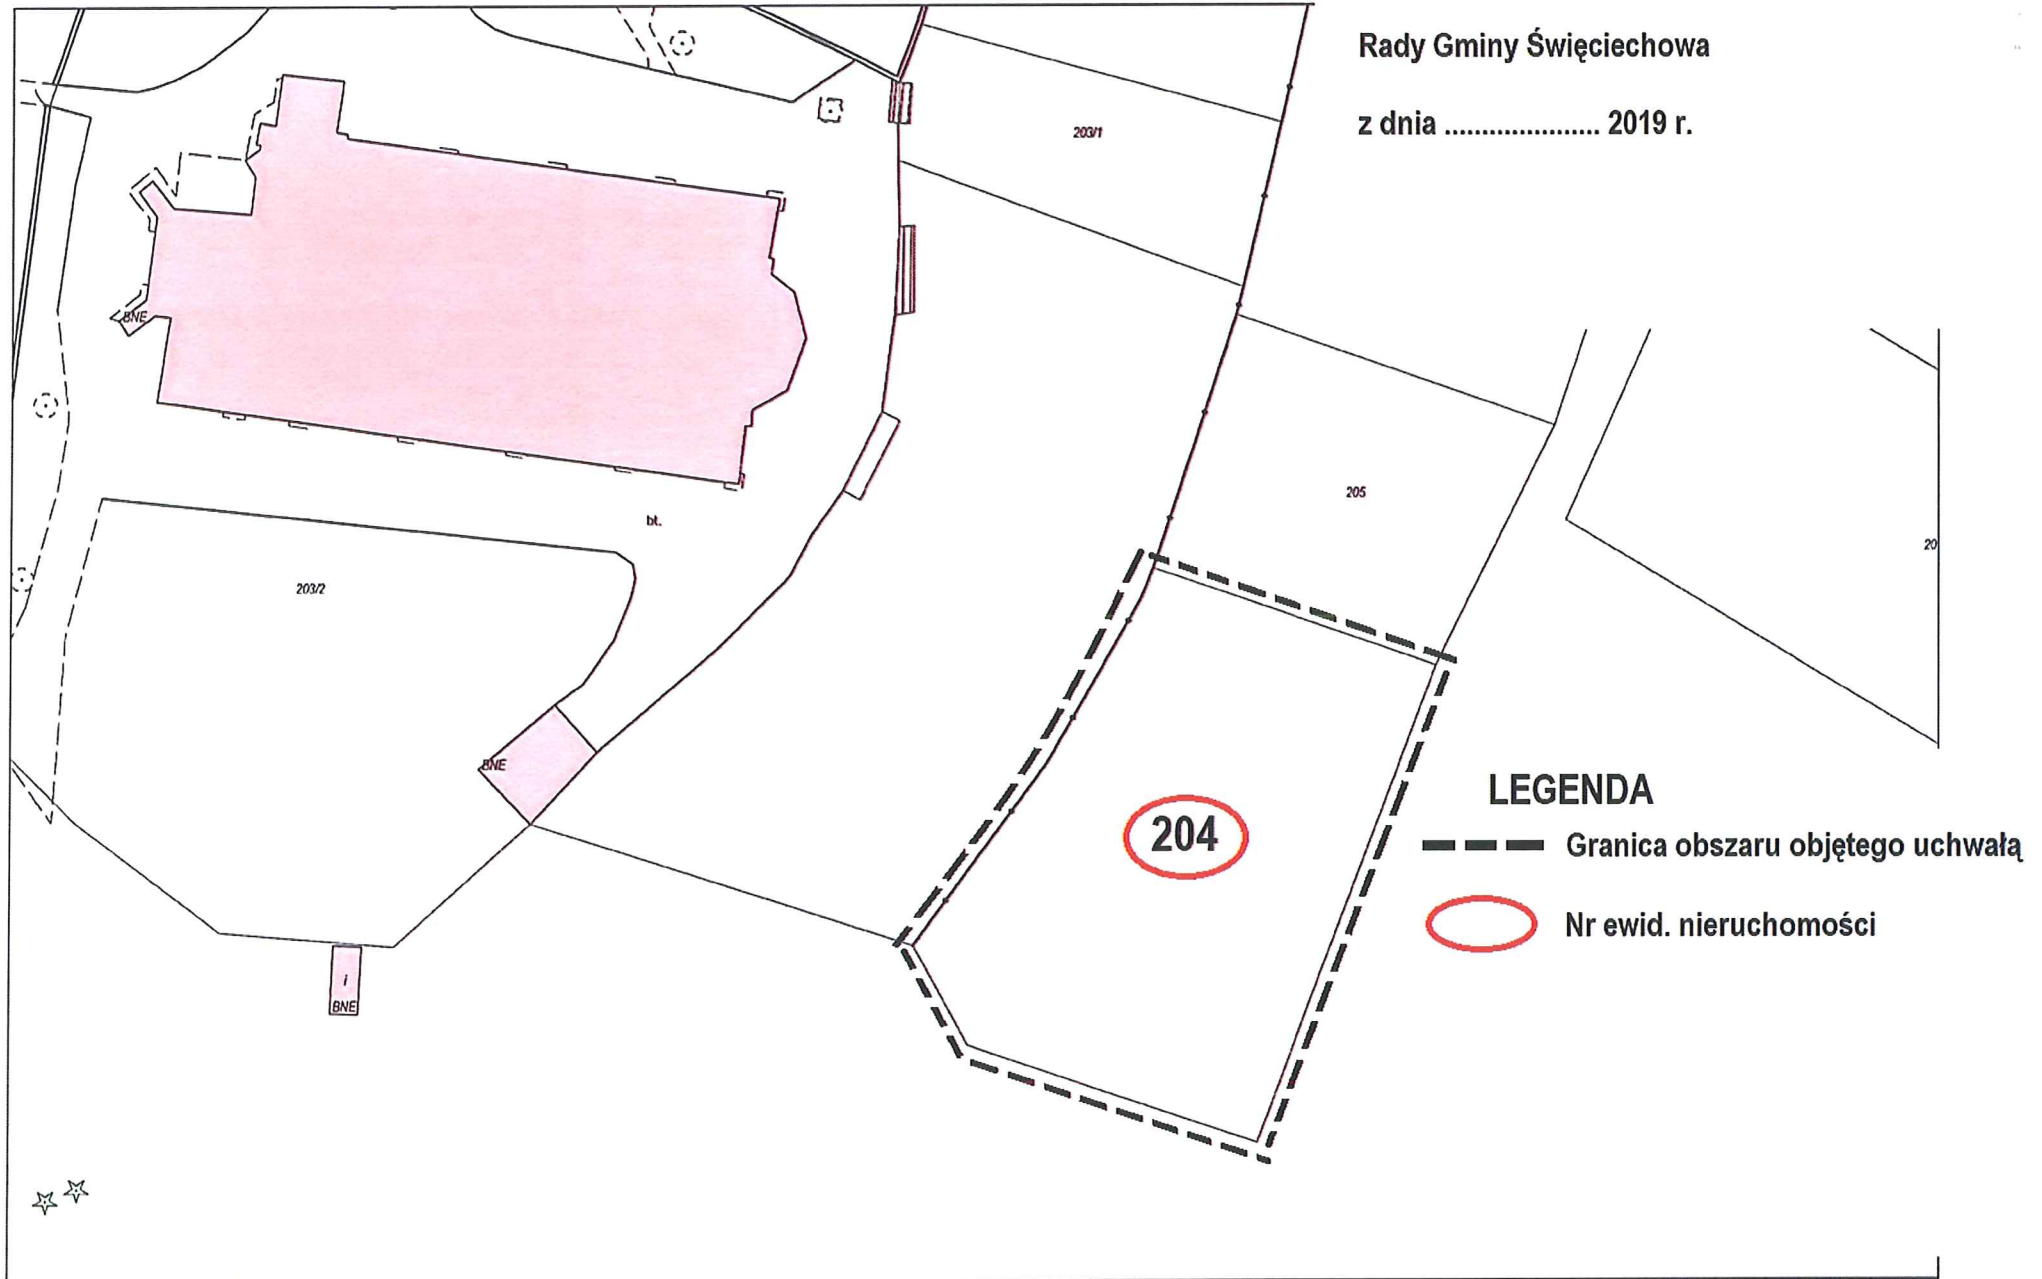 Rady Gminy Święciechowa
z dnia ..................... 2019 r.
203/1
BNE
205
bt.
20
203/2
BNE
LEGENDA
204
Granica obszaru objętego uchwałą
Nr ewid. nieruchomości
i
BNE